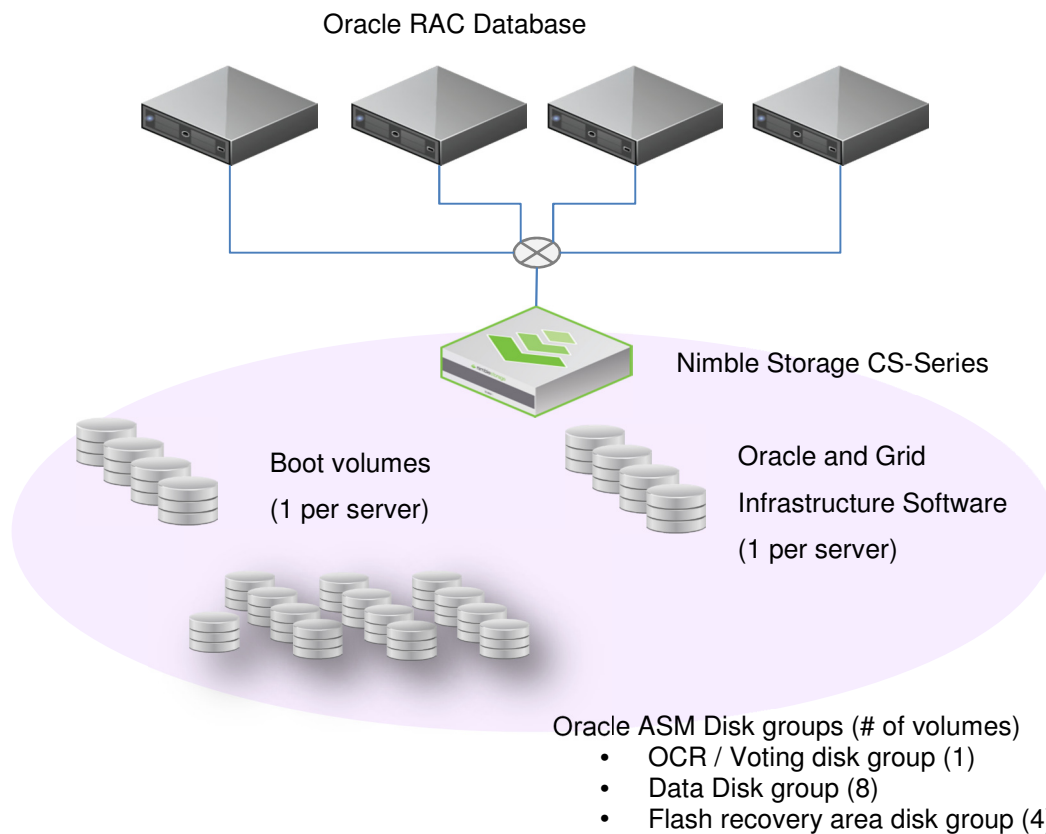 Oracle RAC Database
Nimble Storage CS-Series
Boot volumes
(1 per server)
Oracle and Grid
Infrastructure Software
(1 per server)
Oracle ASM Disk groups (# of volumes)
• OCR / Voting disk group (1)
• Data Disk group (8)
• Flash recovery area disk group (4